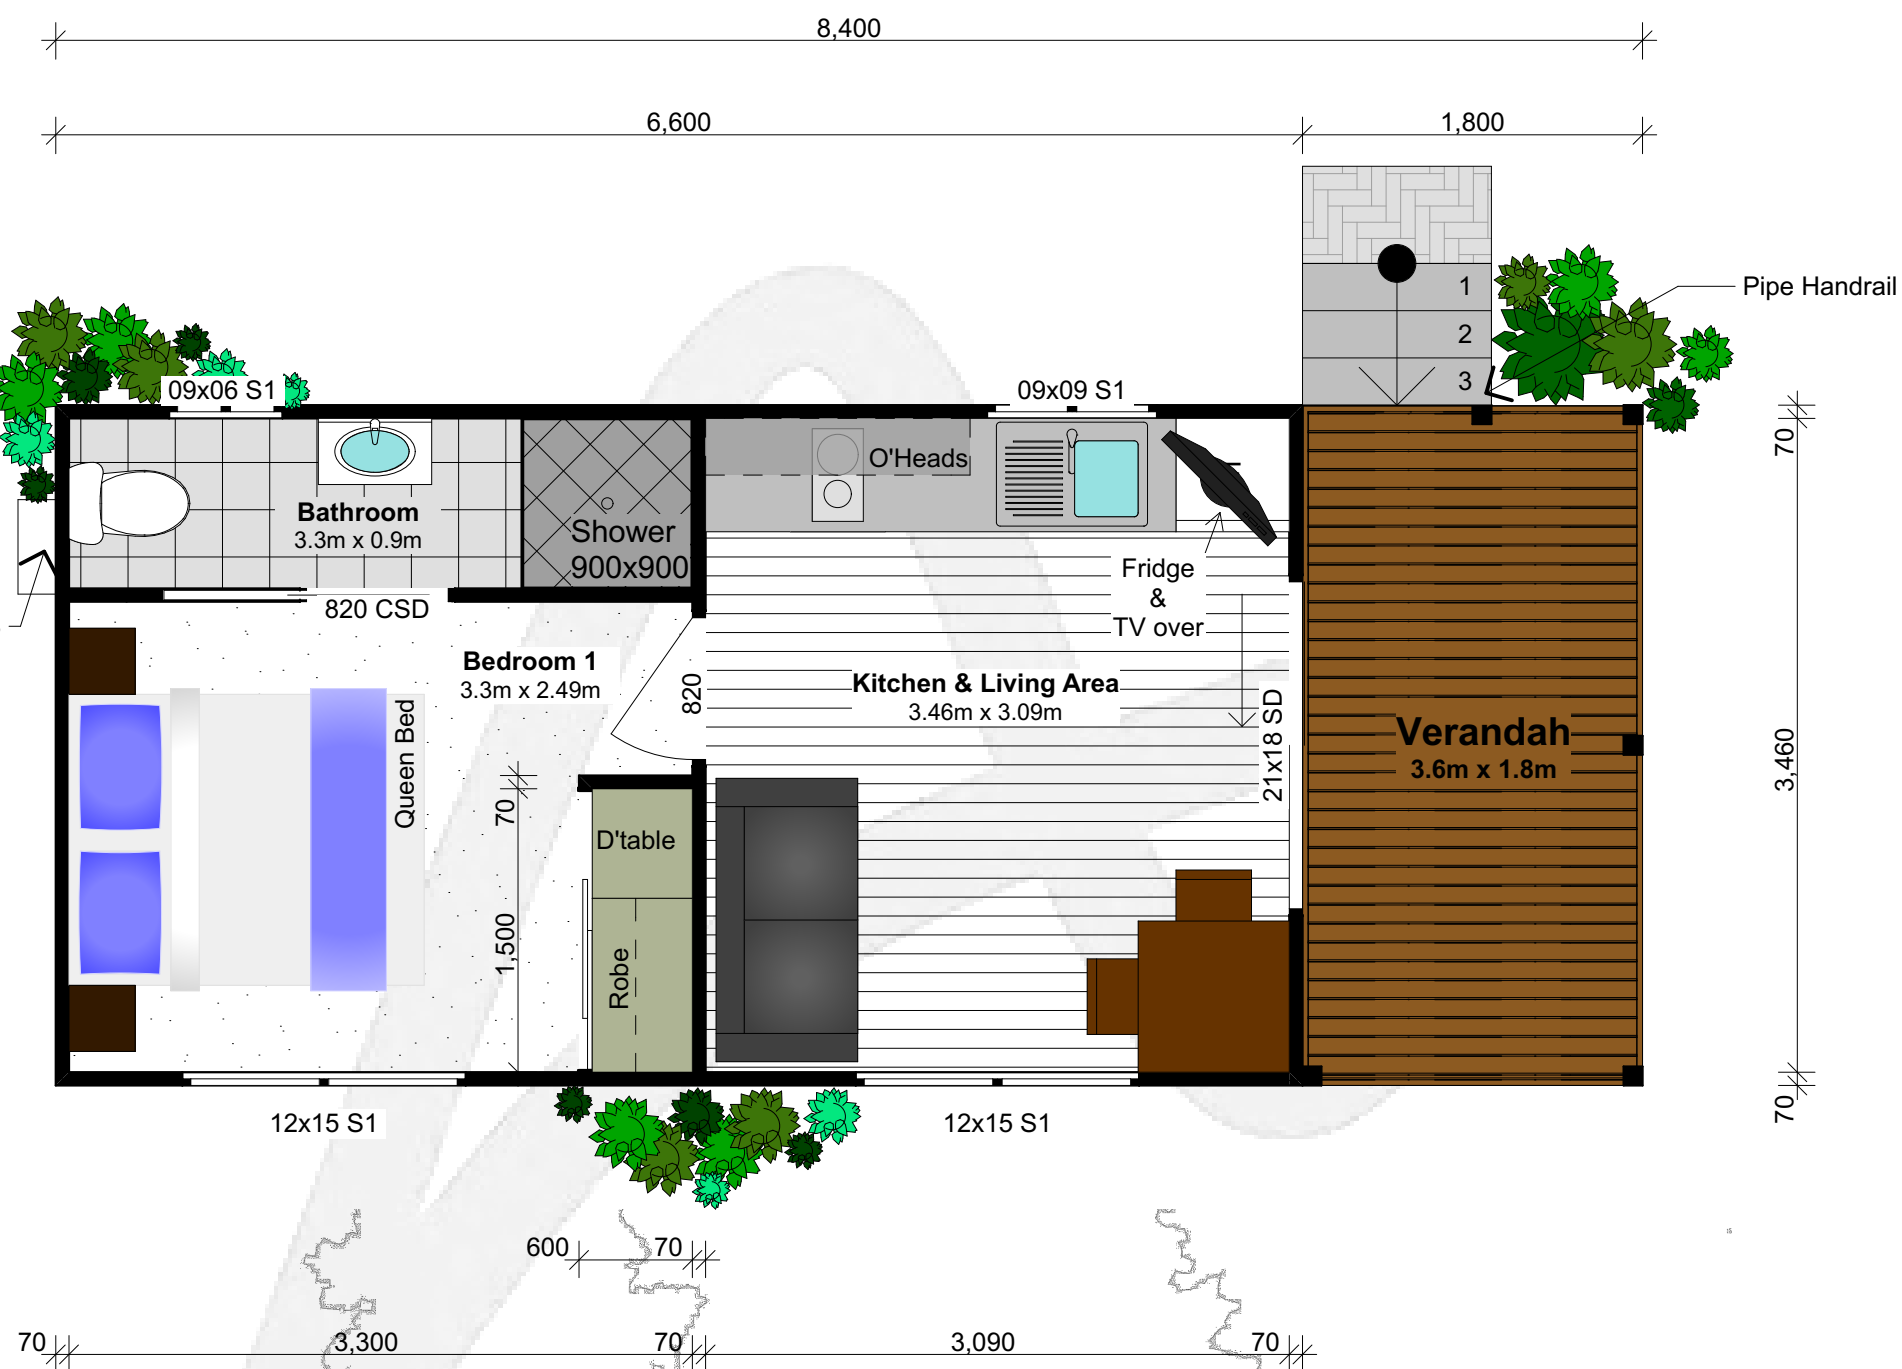 8,400
6,600
1,800
1
2
3
Pipe Handrail
09x06 S1
09x09 S1
70
O'Heads
Bathroom
3.3m x 0.9m
Shower
900x900
820 CSD
Fridge
&
TV over
Bedroom 1
3.3m x 2.49m
820
Kitchen & Living Area
3.46m x 3.09m
21x18 SD
Verandah
3.6m x 1.8m
3,460
Queen Bed
70
D'table
1,500
Robe
70
12x15 S1
12x15 S1
600
70
70
3,300
70
3,090
70